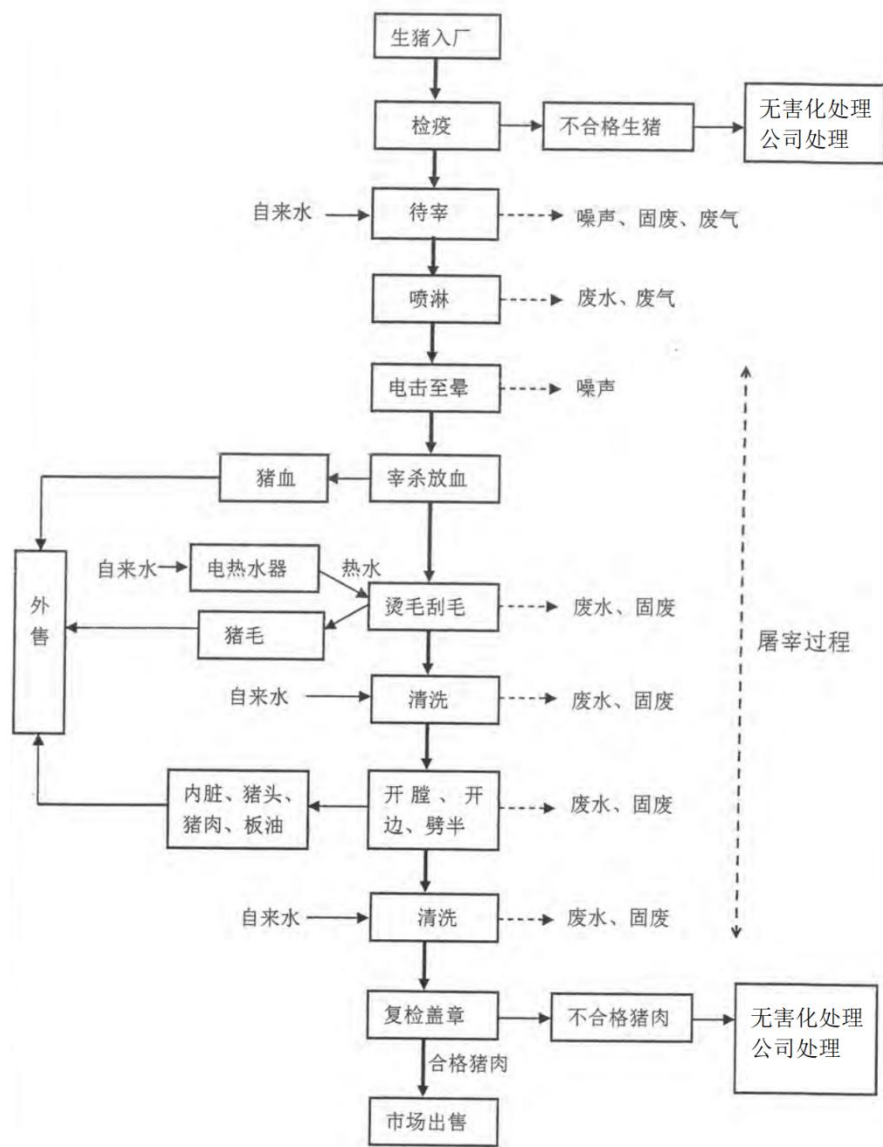 生猪入厂
检疫
不合格生猪
无害化处理
公司处理
自来水
待宰
噪声、固废、废气
喷淋
废水、废气
电击至晕
噪声
猪血
宰杀放血
自来水
电热水器
热水
外售
烫毛刮毛
废水、固废
猪毛
屠宰过程
自来水
清洗
废水、固废
内脏、猪头、
猪肉、板油
开膛、开
边、劈半
废水、固废
自来水
清洗
废水、固废
复检盖章
不合格猪肉
无害化处理
公司处理
合格猪肉
市场出售